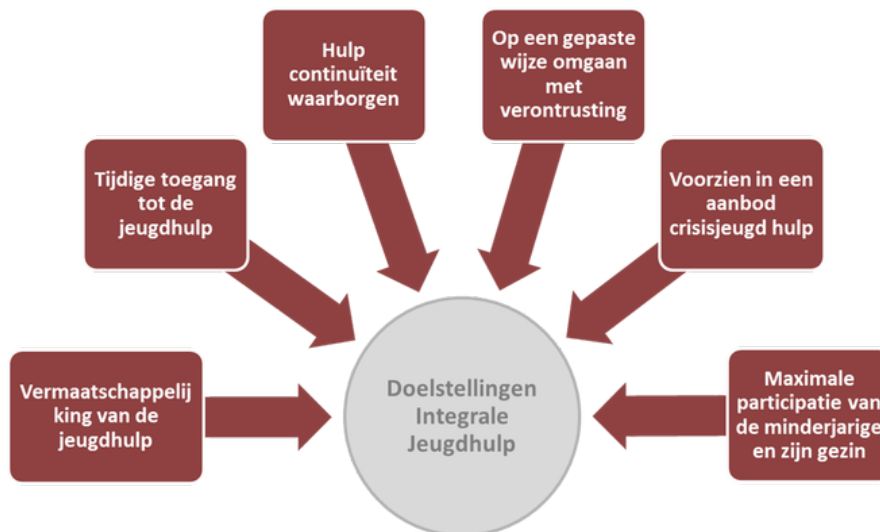 Hulp
continuïteit
waarborgen
Op een gepaste
wijze omgaan
met
verontrusting
Tijdige toegang
tot de
jeugdhulp
Voorzien in een
aanbod
crisisjeugd hulp
Vermaatschappelij
king van de
jeugdhulp
Doelstellingen
Integrale
Jeugdhulp
Maximale
participatie van
de minderjarige
en zijn gezin